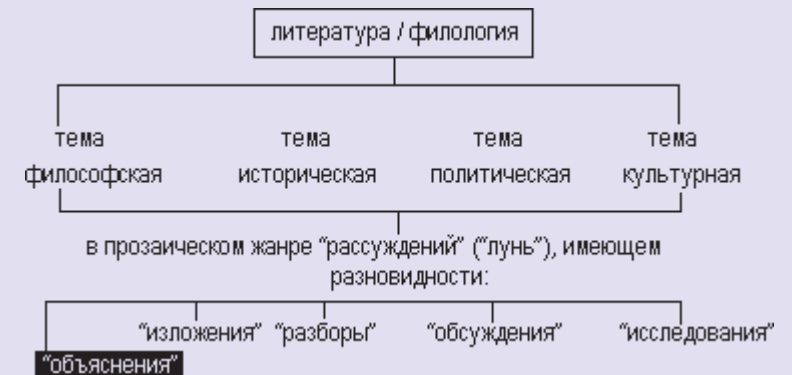 литература / филология
тема тема тема тема
философская историческая политическая культурная
в прозаическом жанре "рассуждений" ("лунь"), имеющем
разновидности:
"изложения" "разборы" "обсуждения" "исследования"
"объяснения"